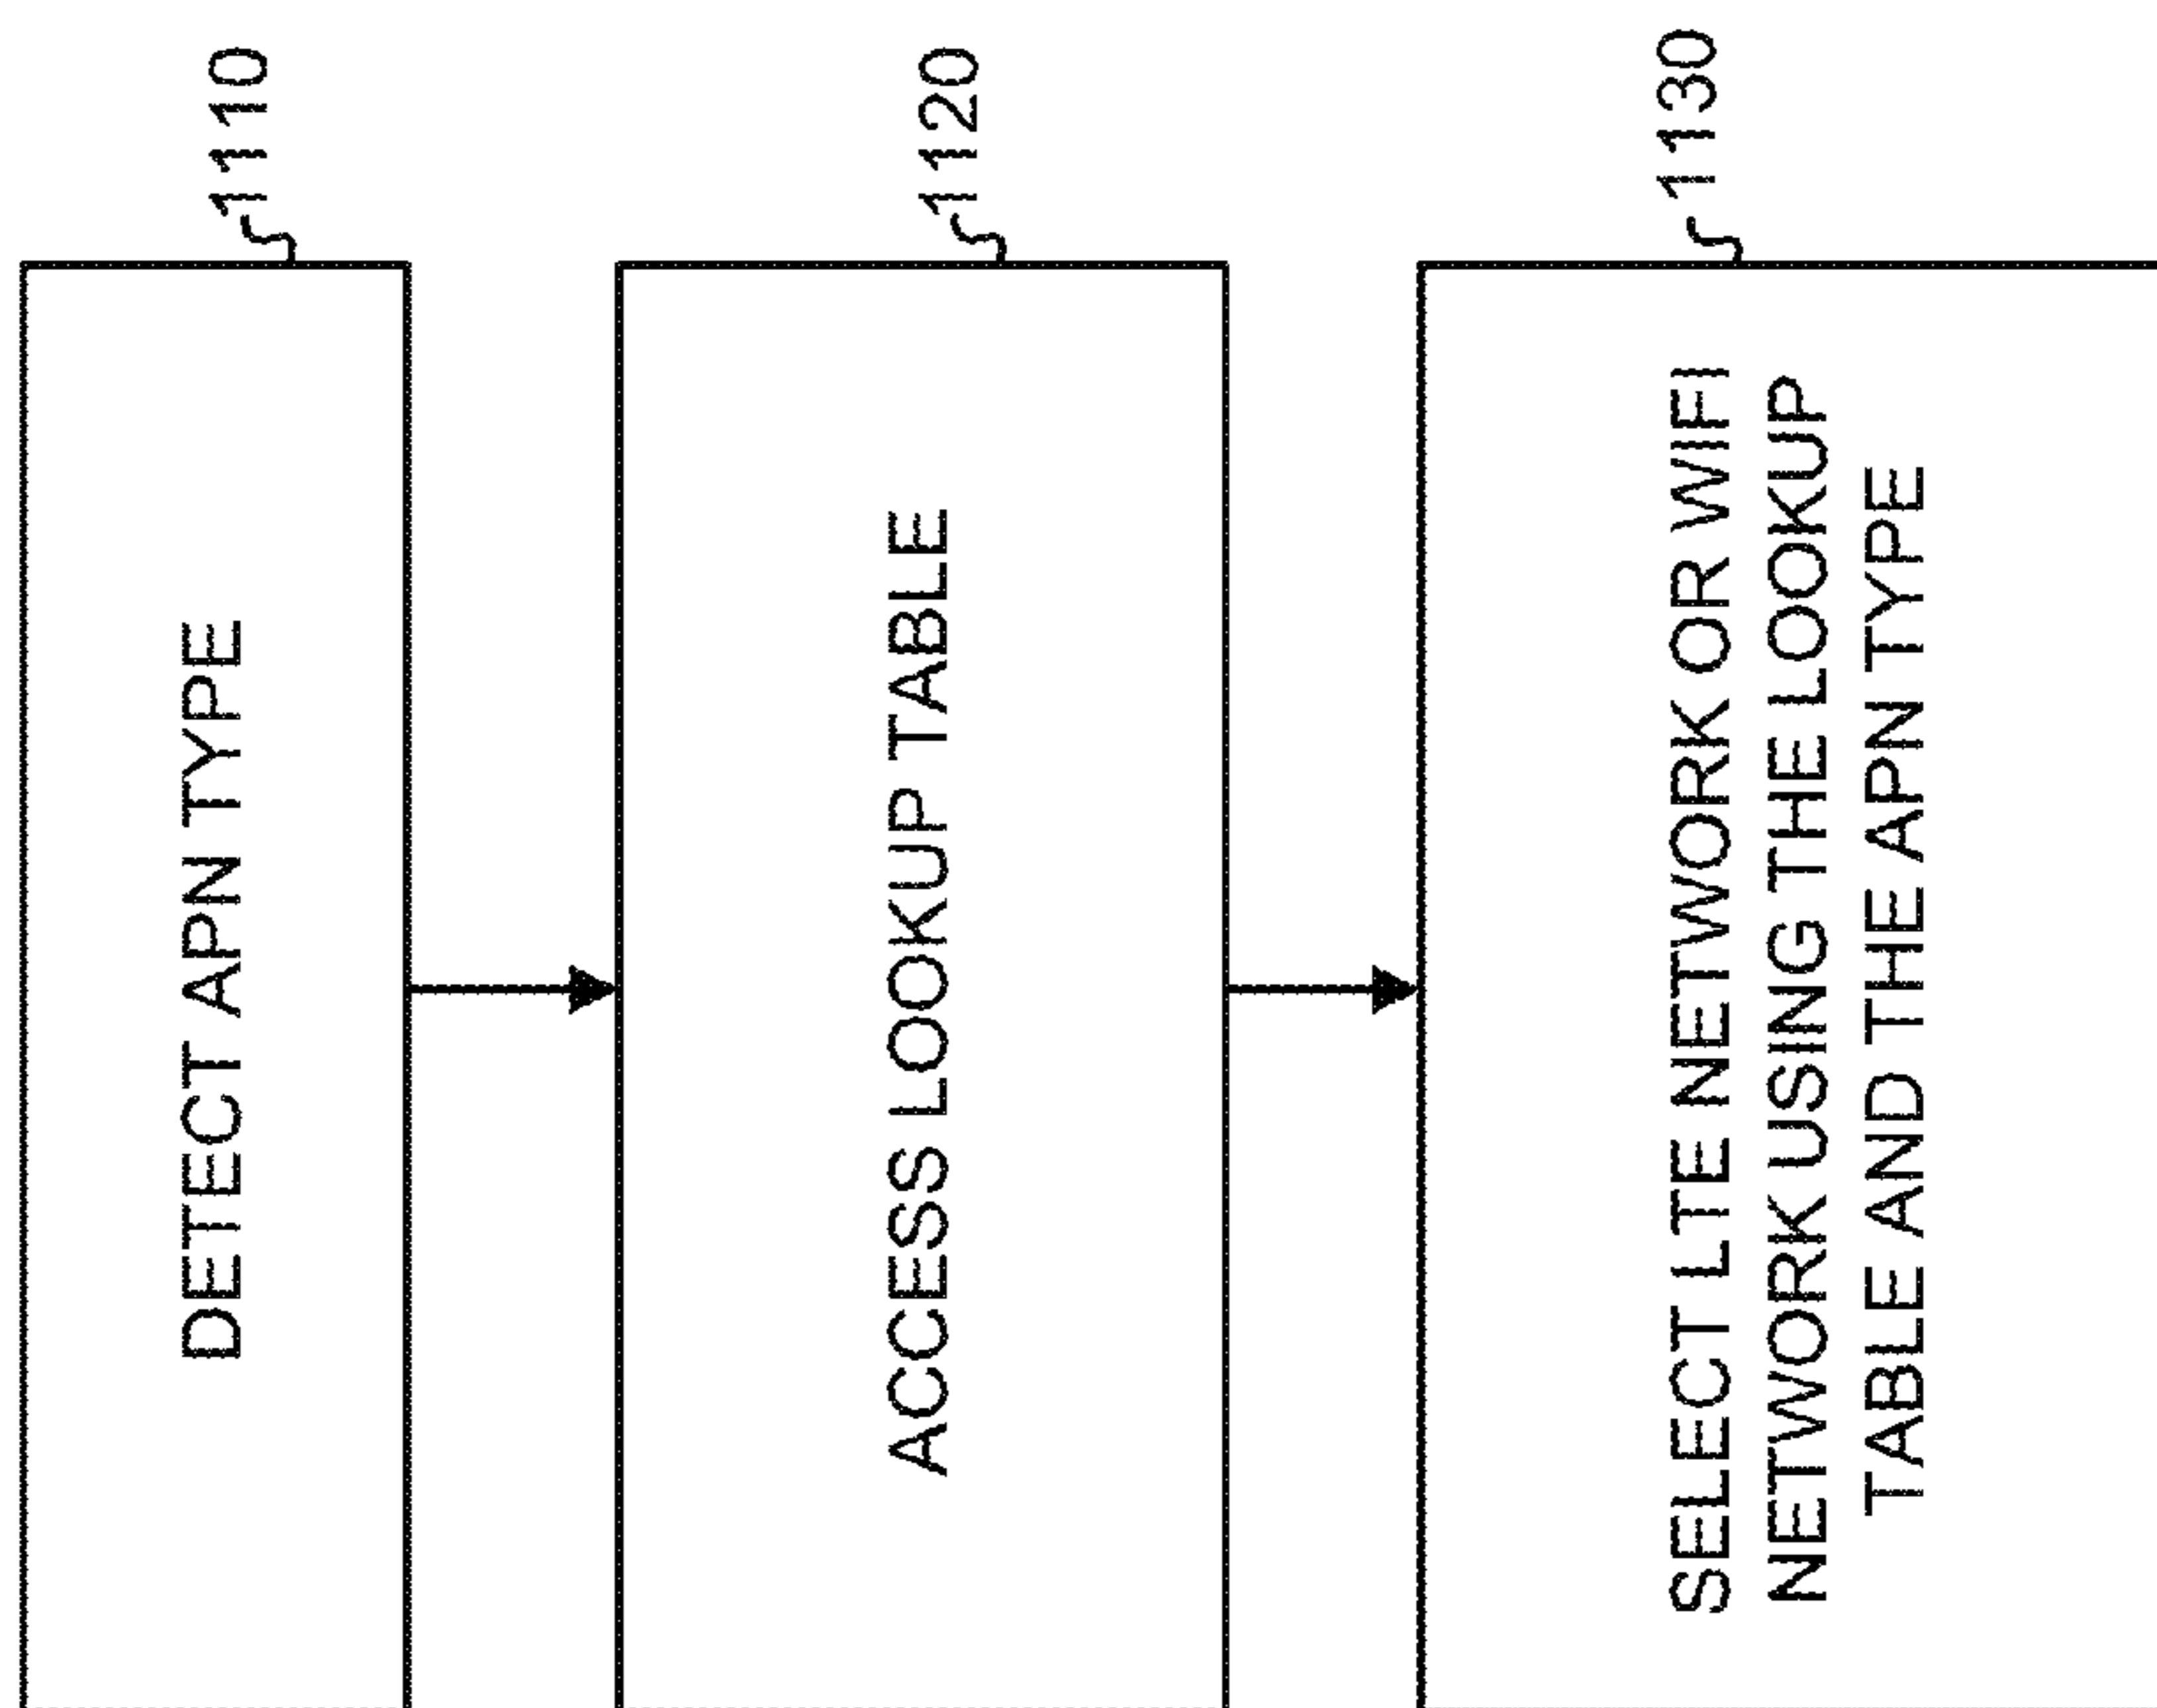 1110
DETECT APN TYPE
1120
ACCESS LOOKUP TABLE
1130
SELECT LTE NETWORK OR WIFI
NETWORK USING THE LOOKUP
TABLE AND THE APN TYPE